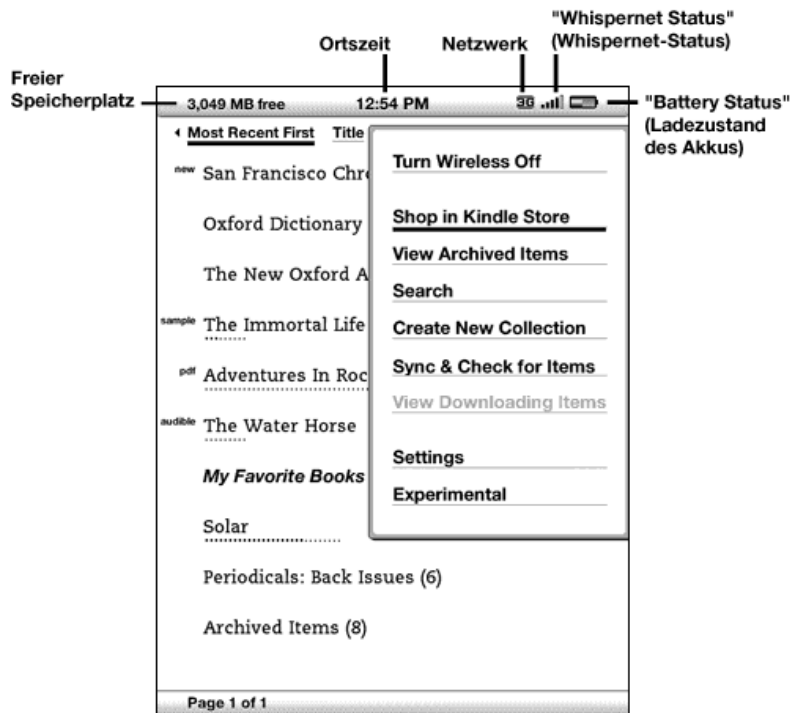 "Whispernet Status"
(Whispernet-Status)
Ortszeit
Netzwerk
Freier
Speicherplatz
"Battery Status"
(Ladezustand
des Akkus)
3,049 MB free
12:54 PM
3G
Most Recent First
Title
new San Francisco Chr
Oxford Dictionary
The New Oxford A
sample The Immortal Life
pdf Adventures In Roc
audible The Water Horse
My Favorite Books
Solar
Periodicals: Back Issues (6)
Archived Items (8)
Turn Wireless Off
Shop in Kindle Store
View Archived Items
Search
Create New Collection
Sync & Check for Items
View Downloading Items
Settings
Experimental
Page 1 of 1